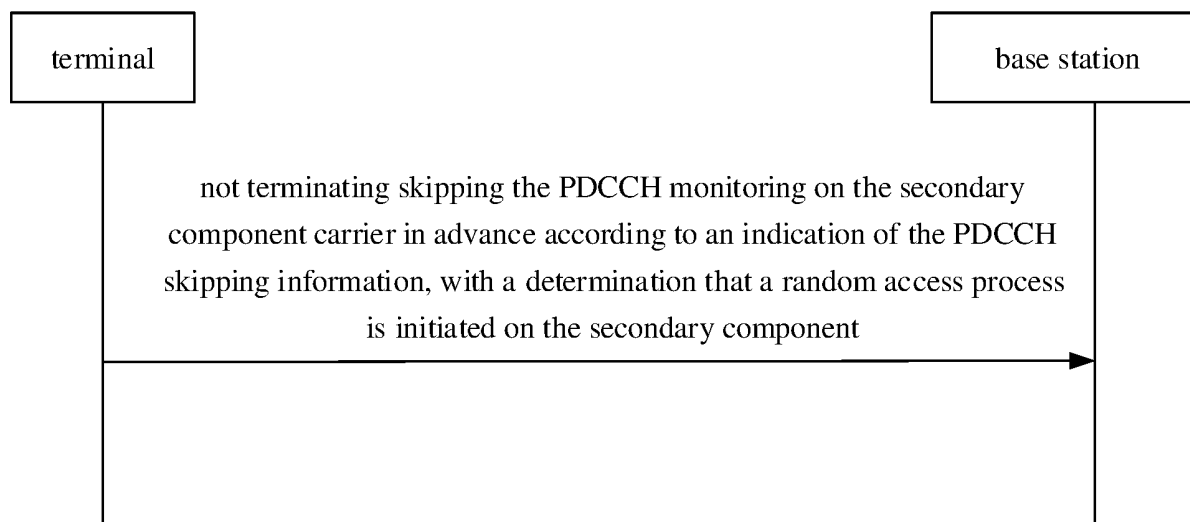 terminal
base station
not terminating skipping the PDCCH monitoring on the secondary
component carrier in advance according to an indication of the PDCCH
skipping information, with a determination that a random access process
is initiated on the secondary component